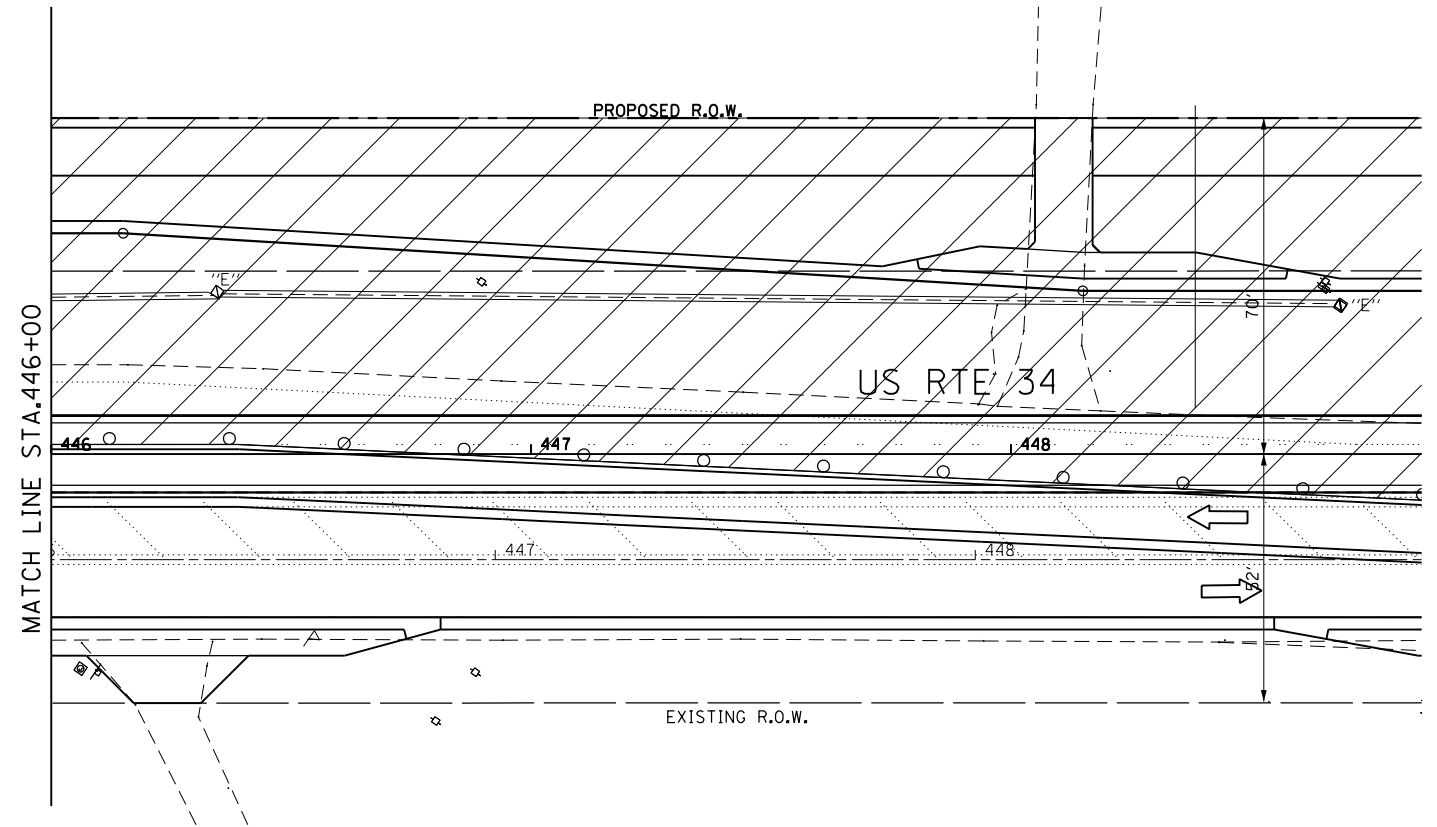 PROPOSED R.O.W.
"E"
"E"
70'
US RTE 34
MATCH LINE STA.446+00
446
447
448
447
448
52'
EXISTING R.O.W.